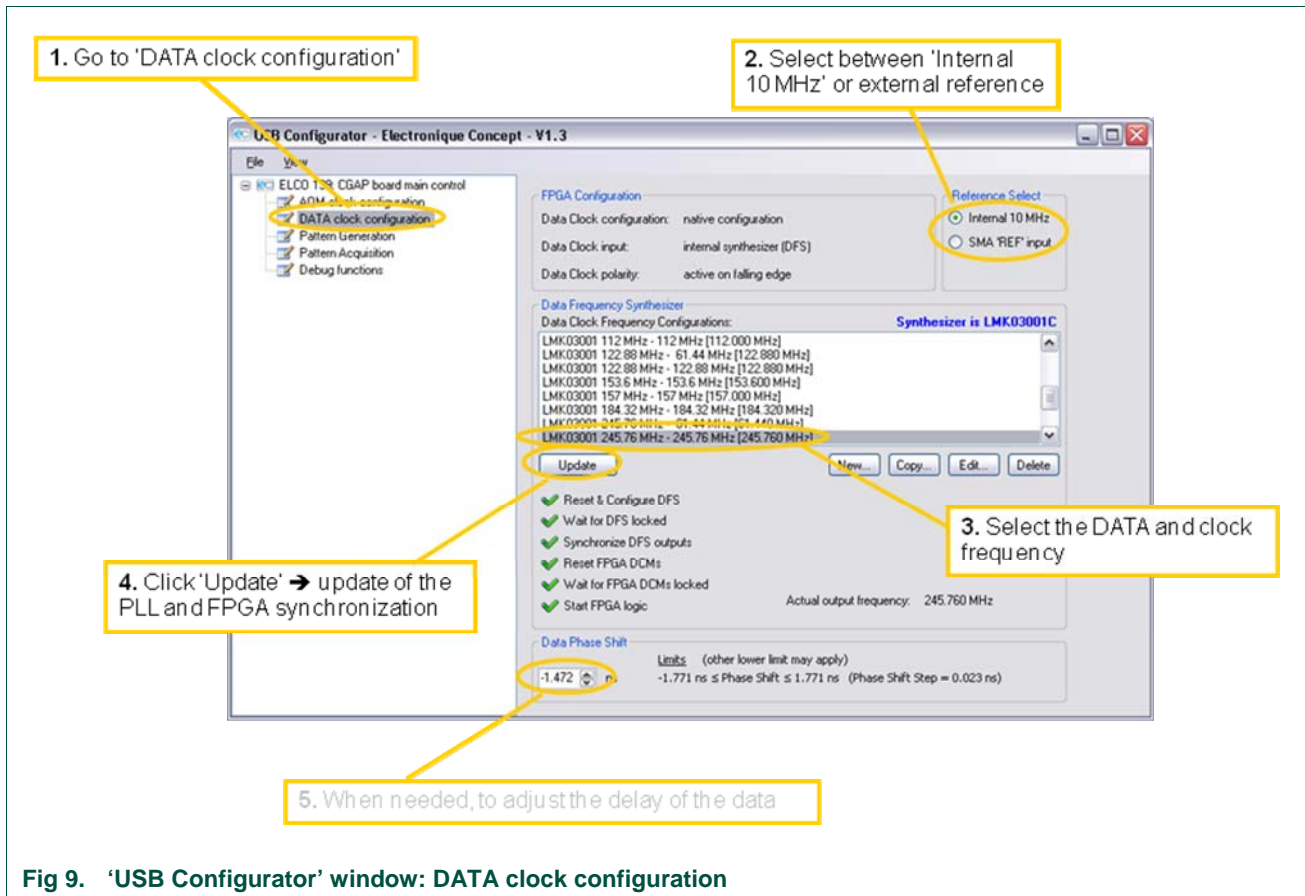 1. Go to 'DATA clock configuration'
2. Select between 'Internal
10 MHz' or external reference
USB Configurator - Electronique Concept - V1.3
File View
ELCO 139: CGAP board main control
AQM clock configuration
DATA clock configuration
Pattern Generation
Pattern Acquisition
Debug functions
FPGA Configuration
Data Clock configuration: native configuration
Data Clock input: internal synthesizer (DFS)
Data Clock polarity: active on falling edge
Reference Select
Internal 10 MHz
SMA 'REF' input
Data Frequency Synthesizer
Data Clock Frequency Configurations: Synthesizer is LMK03001C
LMK03001 112 MHz - 112 MHz [112.000 MHz]
LMK03001 122.88 MHz - 61.44 MHz [122.880 MHz]
LMK03001 122.88 MHz - 122.88 MHz [122.880 MHz]
LMK03001 153.6 MHz - 153.6 MHz [153.600 MHz]
LMK03001 157 MHz - 157 MHz [157.000 MHz]
LMK03001 184.32 MHz - 184.32 MHz [184.320 MHz]
LMK03001 245.76 MHz - 61.44 MHz [61.440 MHz]
LMK03001 245.76 MHz - 245.76 MHz [245.760 MHz]
Update New... Copy... Edit... Delete
Reset & Configure DFS
Wait for DFS locked
Synchronize DFS outputs
Reset FPGA DCMs
Wait for FPGA DCMs locked
Start FPGA logic
Actual output frequency: 245.760 MHz
3. Select the DATA and clock
frequency
4. Click 'Update' ➔ update of the
PLL and FPGA synchronization
Data Phase Shift
Limits (other lower limit may apply)
-1.472 ns -1.771 ns ≤ Phase Shift ≤ 1.771 ns (Phase Shift Step = 0.023 ns)
5. When needed, to adjust the delay of the data
Fig 9. ‘USB Configurator’ window: DATA clock configuration